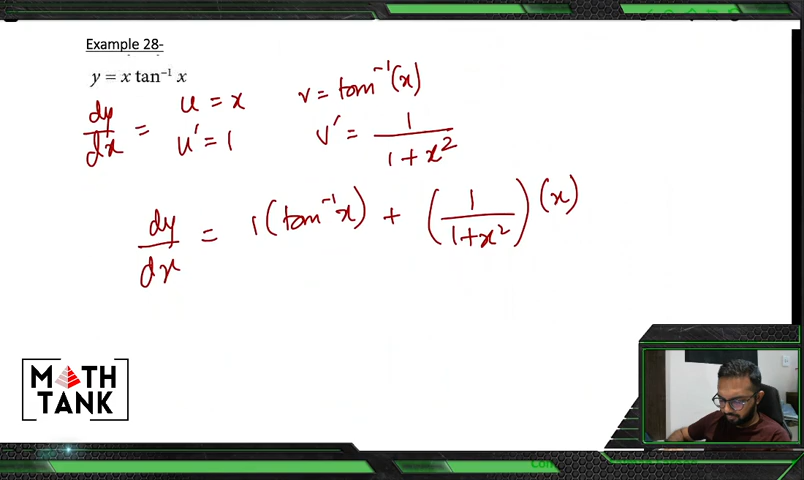 Example 28-
y = x tan⁻¹ x
dy/dx =
u = x
v = tan⁻¹(x)
u' = 1
v' = 1/(1+x²)
dy/dx = 1(tan⁻¹x) + (1/(1+x²))(x)
MATH
TANK